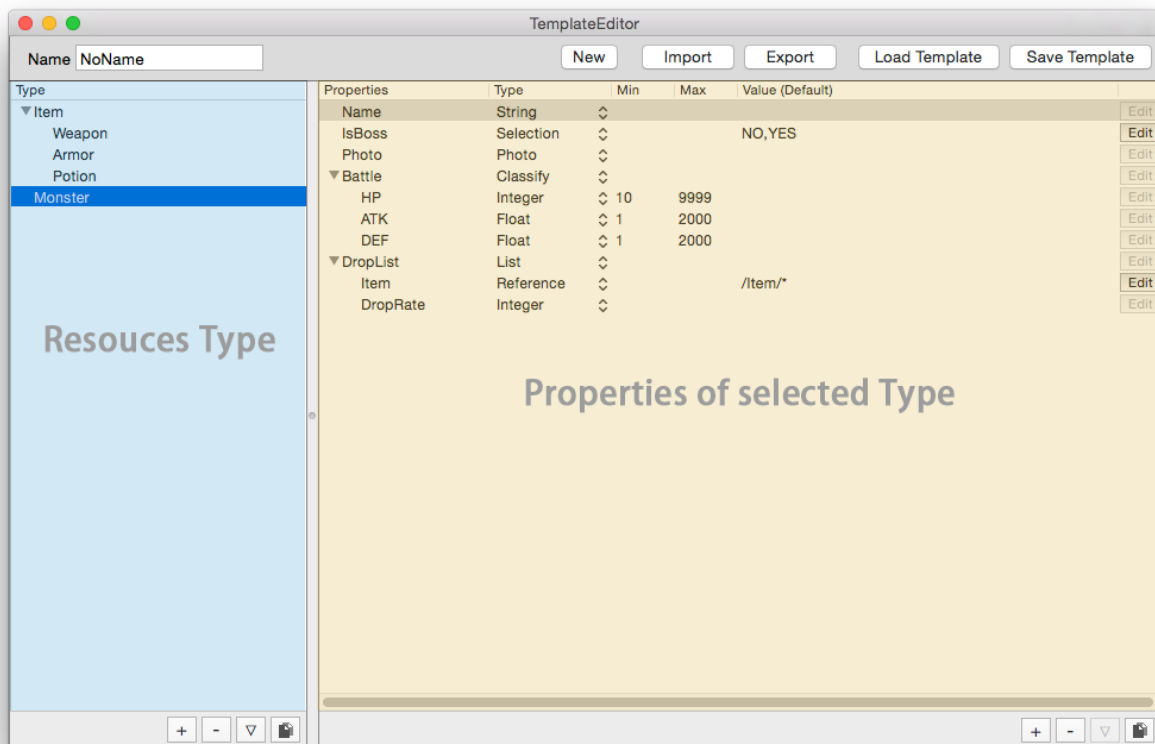 TemplateEditor
Name NoName New Import Export Load Template Save Template
Type
Item
Weapon
Armor
Potion
Monster
Resouces Type
+ -
Properties Type Min Max Value (Default)
Name String Edit
IsBoss Selection NO,YES Edit
Photo Photo Edit
Battle Classify Edit
HP Integer 10 9999 Edit
ATK Float 1 2000 Edit
DEF Float 1 2000 Edit
DropList List Edit
Item Reference /Item/* Edit
DropRate Integer Edit
Properties of selected Type
+ -